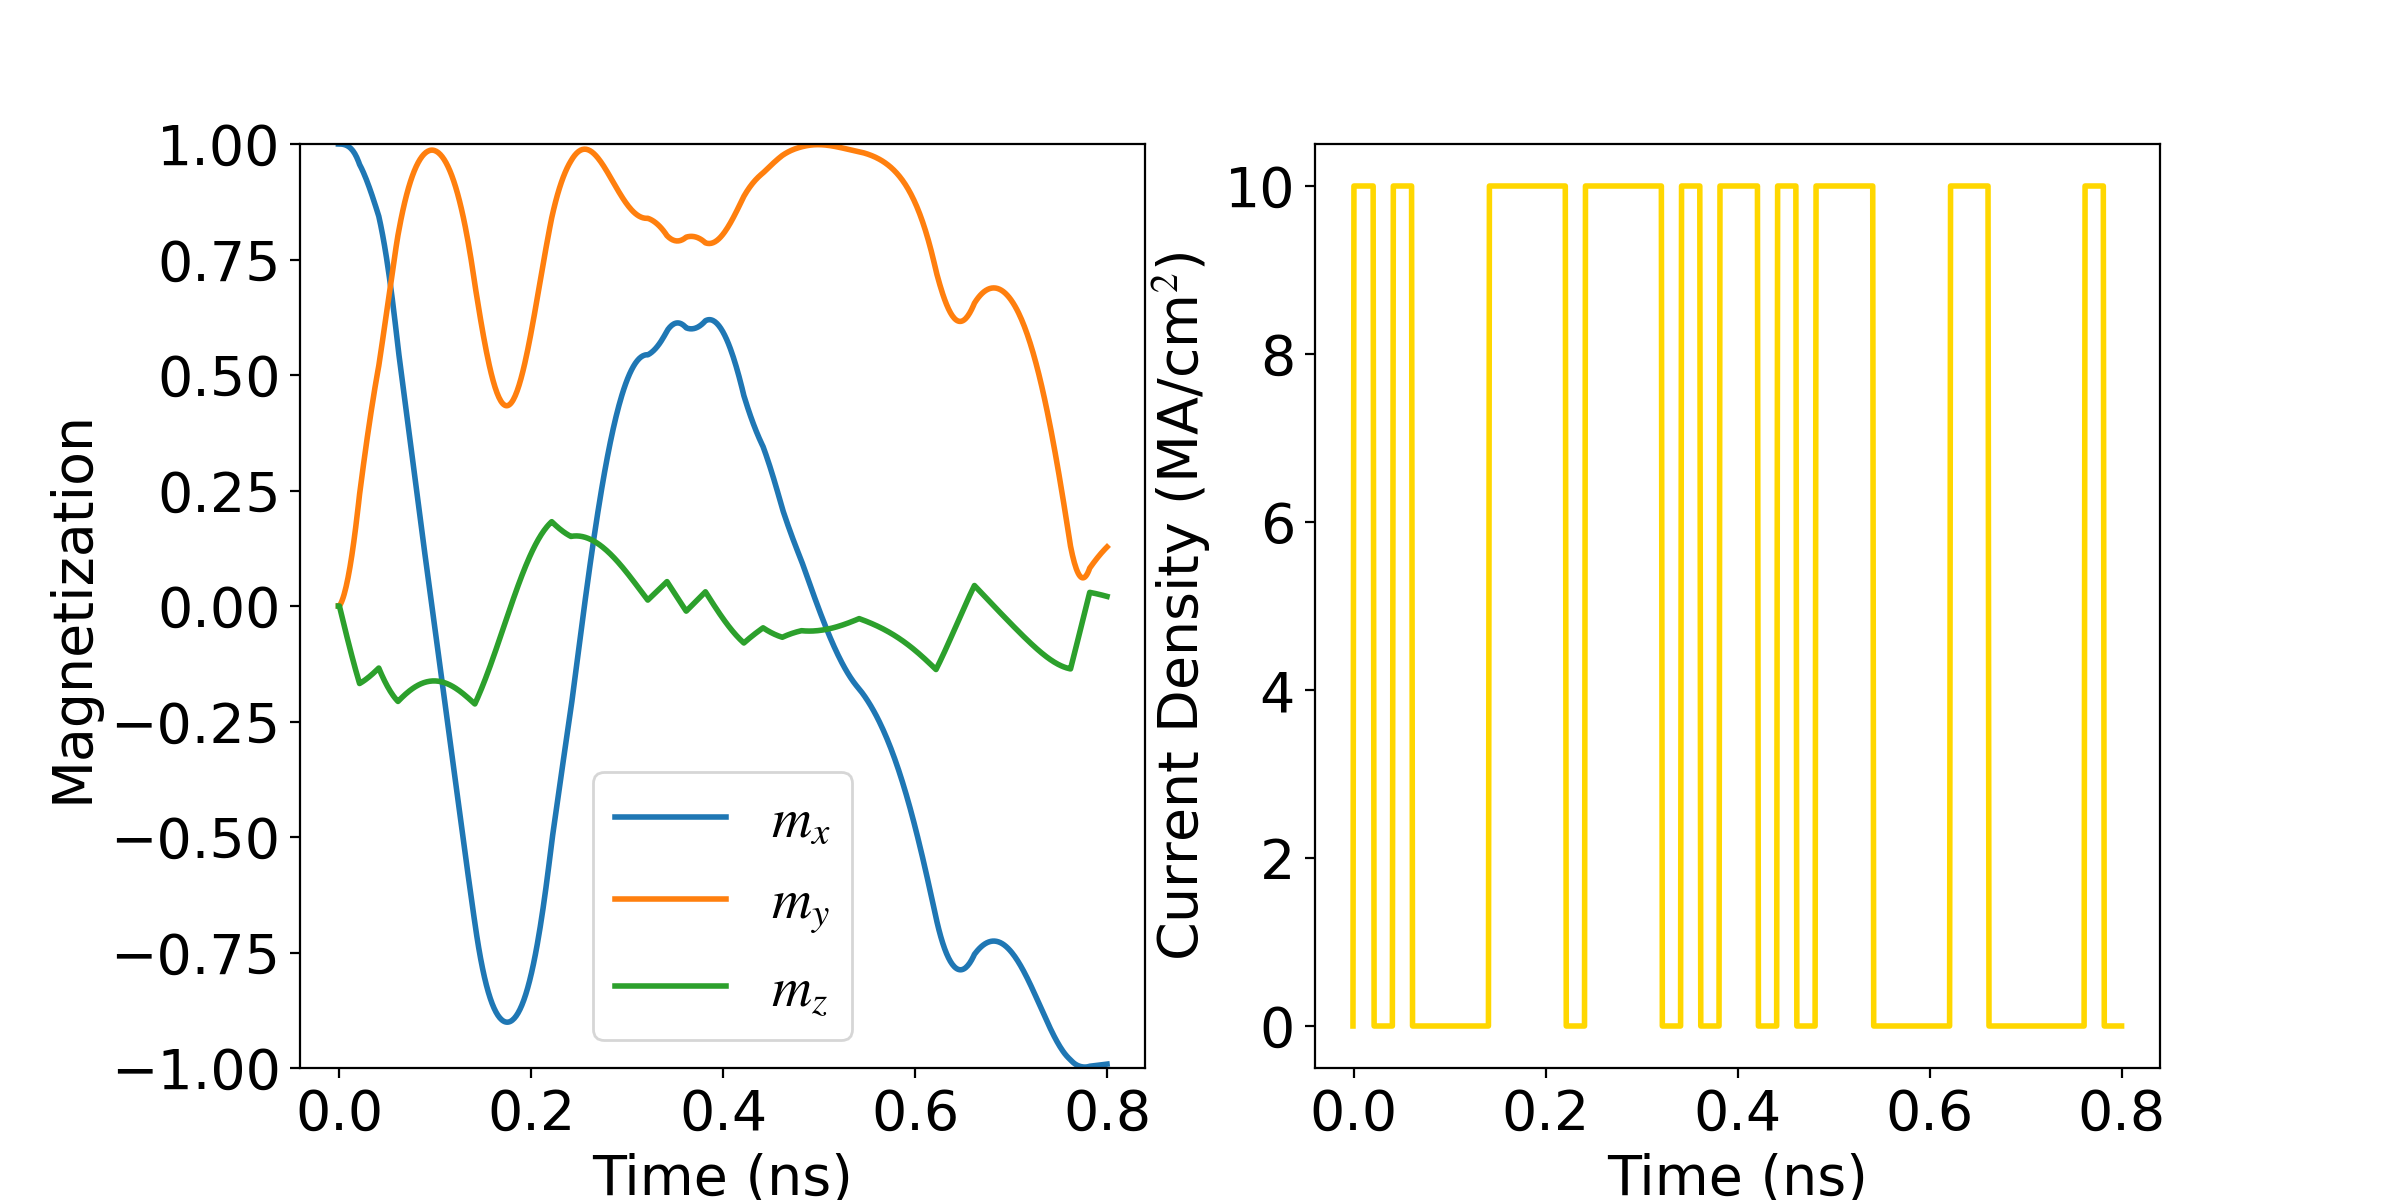 Magnetization
1.00
0.75
0.50
0.25
0.00
−0.25
−0.50
−0.75
−1.00
m_x
m_y
m_z
0.0 0.2 0.4 0.6 0.8
Time (ns)
Current Density (MA/cm²)
10
8
6
4
2
0
0.0 0.2 0.4 0.6 0.8
Time (ns)